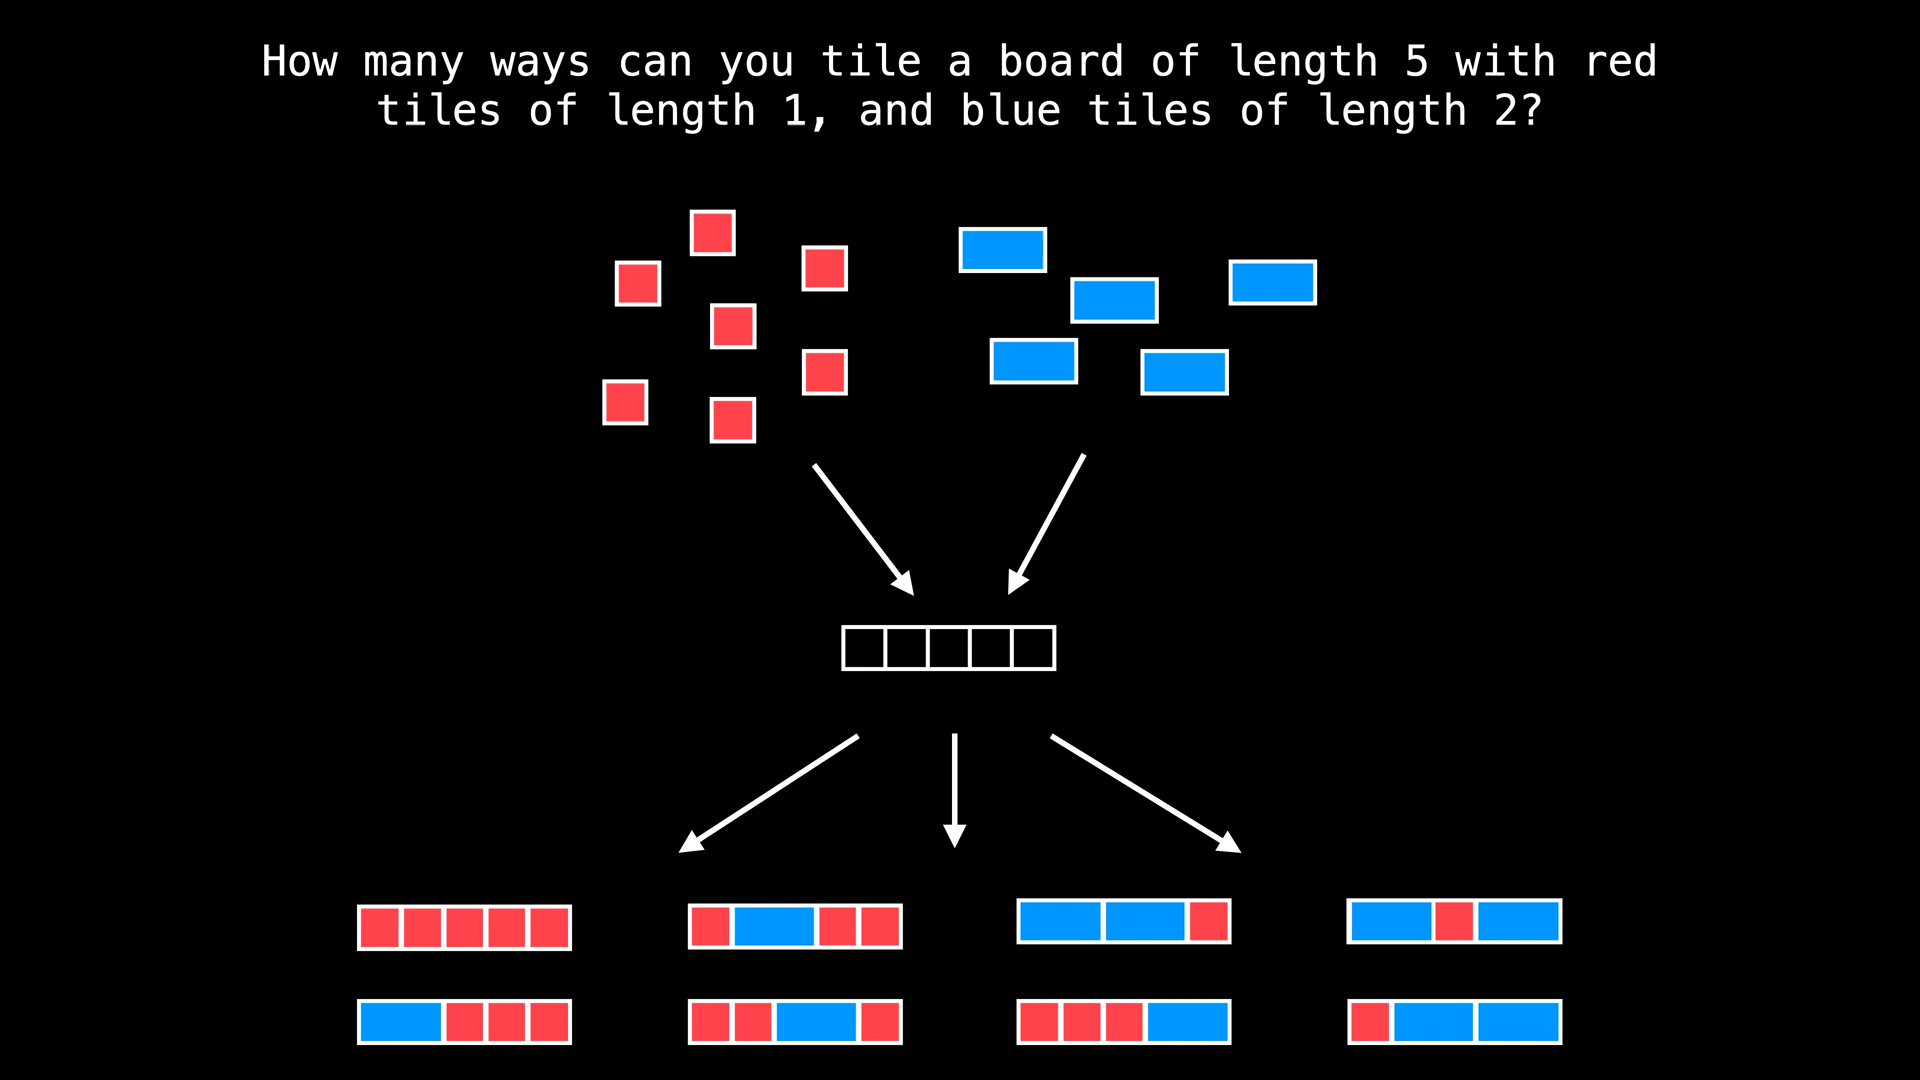 How many ways can you tile a board of length 5 with red
tiles of length 1, and blue tiles of length 2?